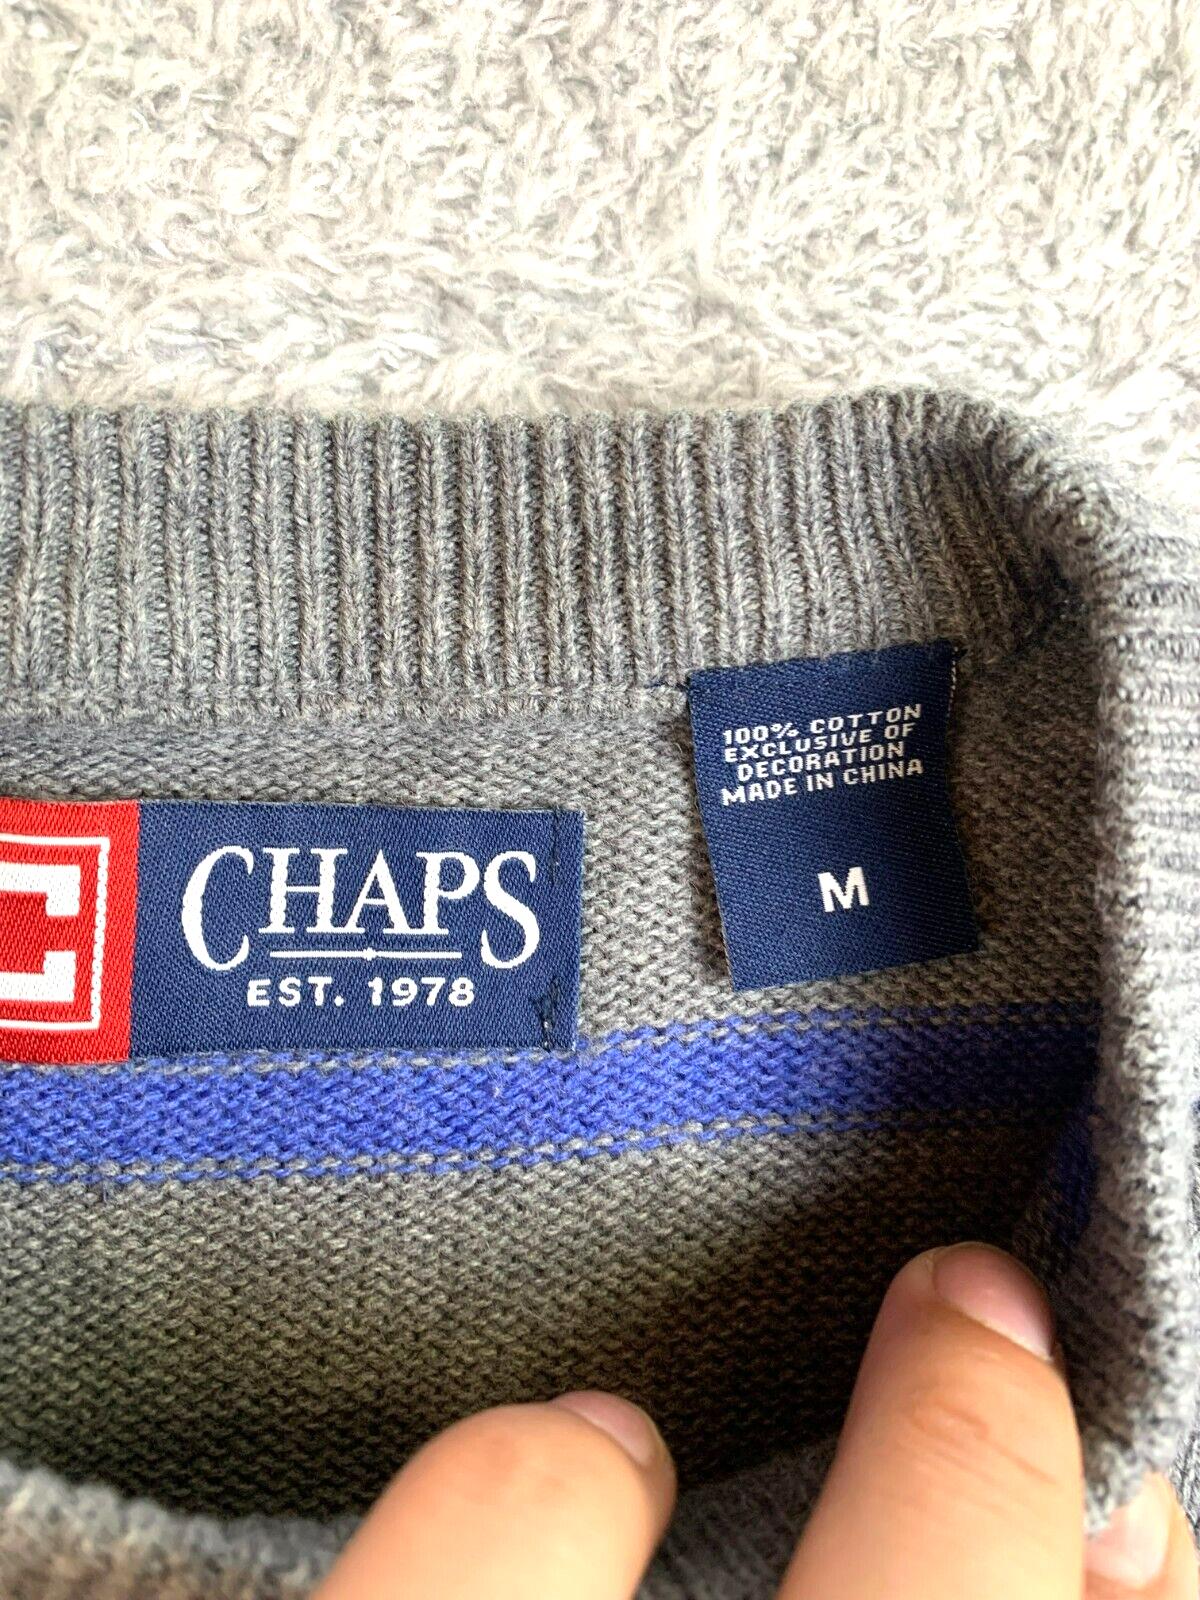 CHAPS
EST. 1978
100% COTTON
EXCLUSIVE OF
DECORATION
MADE IN CHINA
M